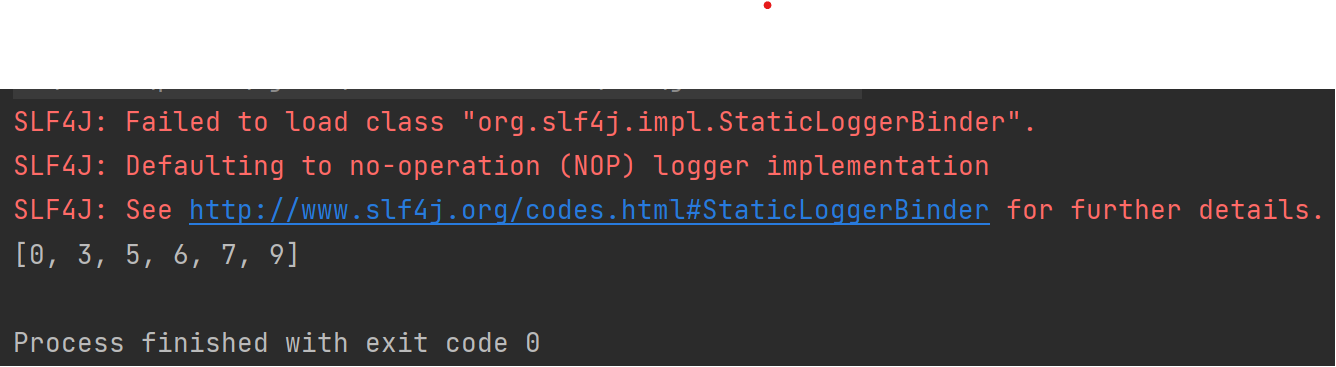 SLF4J: Failed to load class "org.slf4j.impl.StaticLoggerBinder".
SLF4J: Defaulting to no-operation (NOP) logger implementation
SLF4J: See http://www.slf4j.org/codes.html#StaticLoggerBinder for further details.
[0, 3, 5, 6, 7, 9]
Process finished with exit code 0